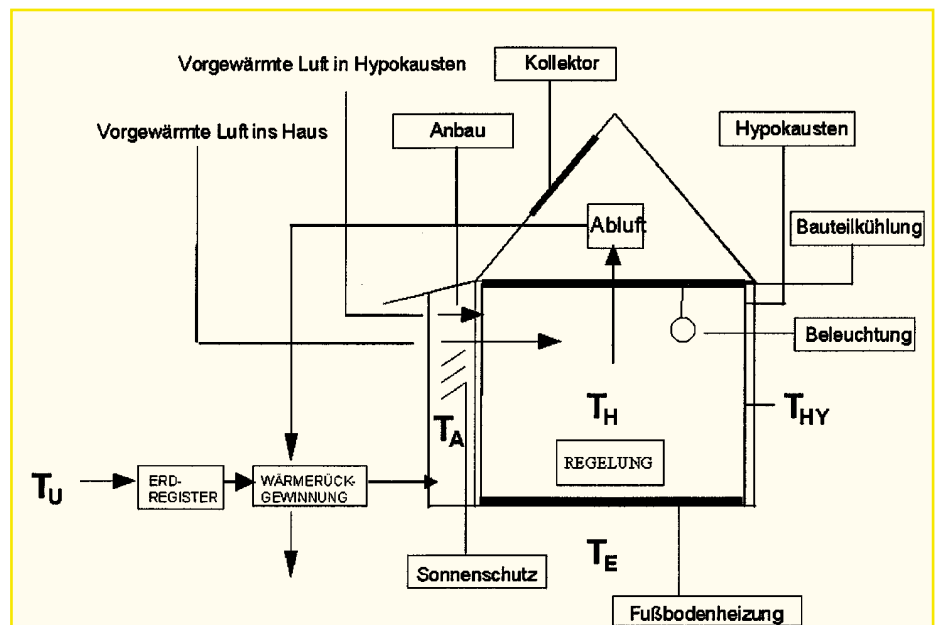 Vorgewärmte Luft in Hypokausten
Kollektor
Vorgewärmte Luft ins Haus
Anbau
Hypokausten
Abluft
Bauteilkühlung
Beleuchtung
T_H
T_HY
T_A
REGELUNG
T_U
ERD-
REGISTER
WÄRMERÜCK-
GEWINNUNG
T_E
Sonnenschutz
Fußbodenheizung